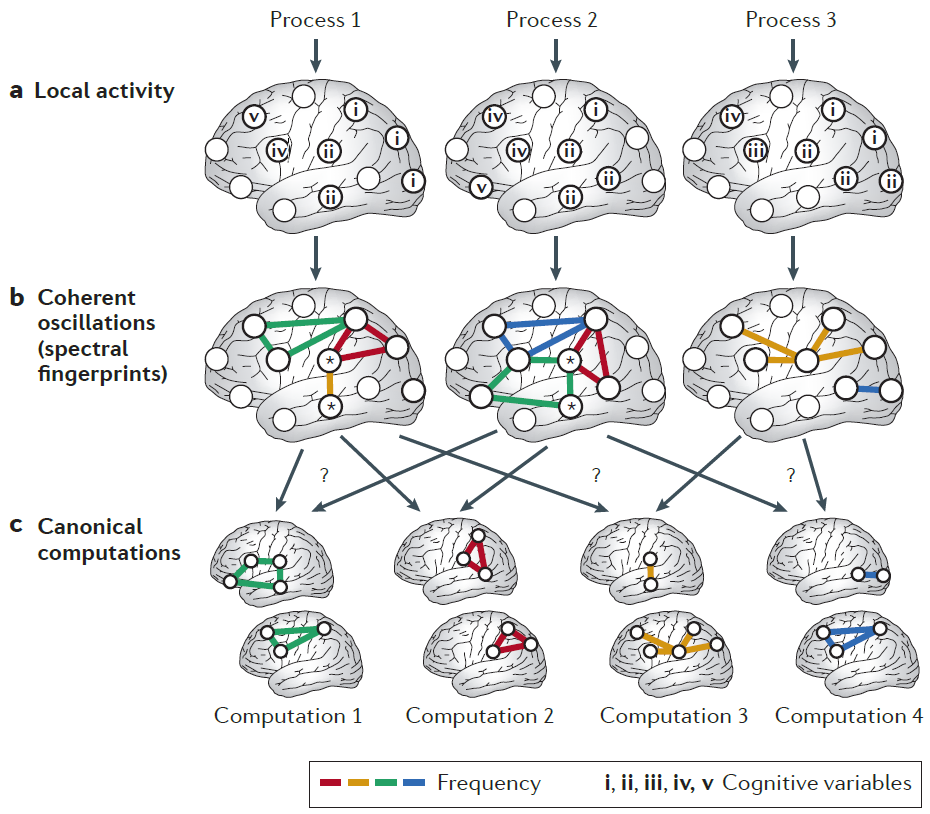 Process 1
Process 2
Process 3
a Local activity
v
i
i
iv
ii
i
ii
iv
i
iv
ii
ii
v
ii
iv
i
i
iii
ii
ii
ii
b Coherent
oscillations
(spectral
fingerprints)
*
*
*
*
?
?
?
c Canonical
computations
Computation 1
Computation 2
Computation 3
Computation 4
Frequency
i, ii, iii, iv, v Cognitive variables